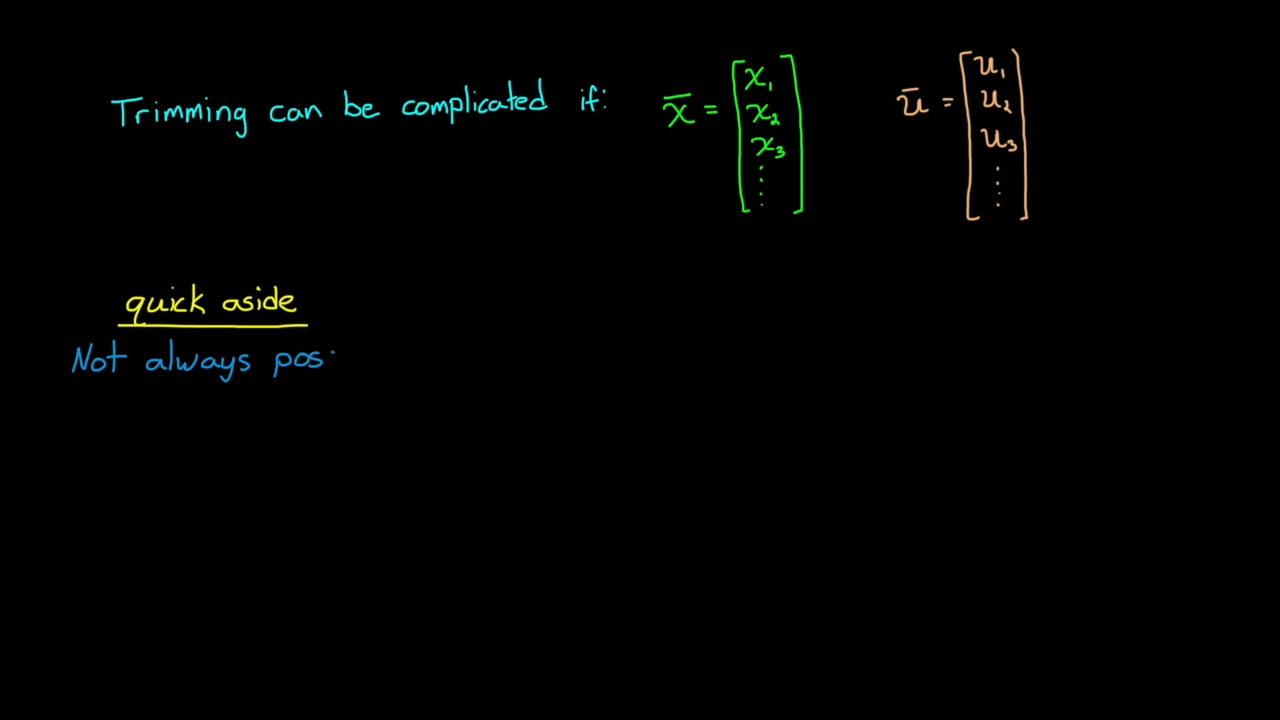 Trimming can be complicated if: x̄ = [x₁ x₂ x₃ ⋮] ū = [u₁ u₂ u₃ ⋮]
quick aside
Not always pos